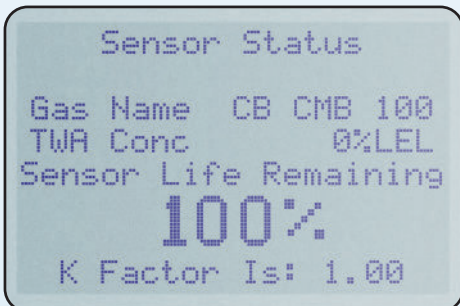 Sensor Status
Gas Name CB CMB 100
TWA Conc 0%LEL
Sensor Life Remaining
100%
K Factor Is: 1.00